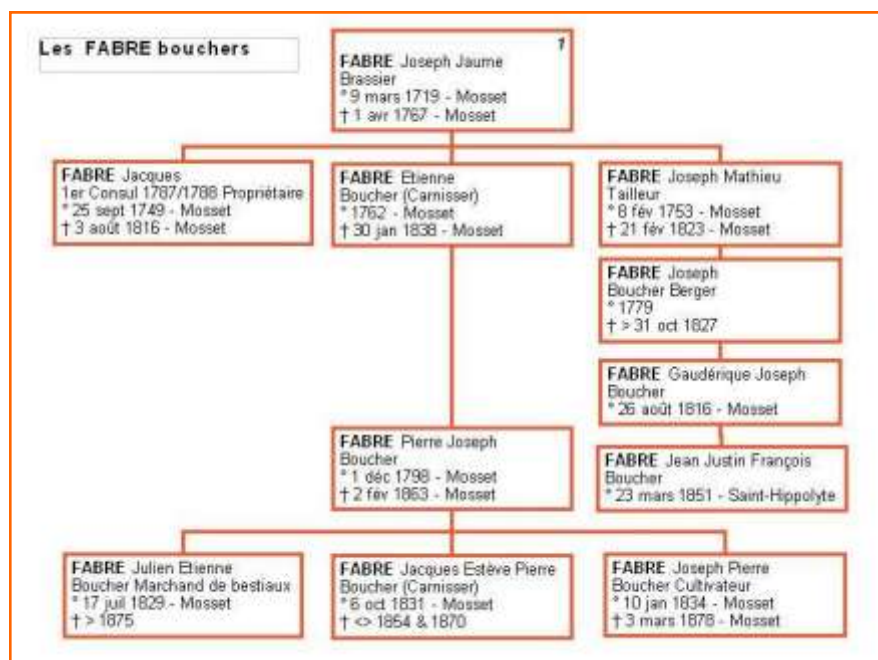 Les FABRE bouchers
1
FABRE Joseph Jaume
Brassier
° 9 mars 1719 - Mosset
† 1 avr 1767 - Mosset
FABRE Jacques
1er Consul 1787/1788 Propriétaire
° 25 sept 1749 - Mosset
† 3 août 1816 - Mosset
FABRE Etienne
Boucher (Carnisser)
° 1762 - Mosset
† 30 jan 1838 - Mosset
FABRE Joseph Mathieu
Tailleur
° 8 fév 1753 - Mosset
† 21 fév 1823 - Mosset
FABRE Joseph
Boucher Berger
° 1779
† > 31 oct 1827
FABRE Gaudérique Joseph
Boucher
° 26 août 1816 - Mosset
FABRE Pierre Joseph
Boucher
° 1 déc 1798 - Mosset
† 2 fév 1863 - Mosset
FABRE Jean Justin François
Boucher
° 23 mars 1851 - Saint-Hippolyte
FABRE Julien Etienne
Boucher Marchand de bestiaux
° 17 juil 1829 - Mosset
† > 1875
FABRE Jacques Estève Pierre
Boucher (Carnisser)
° 6 oct 1831 - Mosset
† <> 1854 & 1870
FABRE Joseph Pierre
Boucher Cultivateur
° 10 jan 1834 - Mosset
† 3 mars 1878 - Mosset